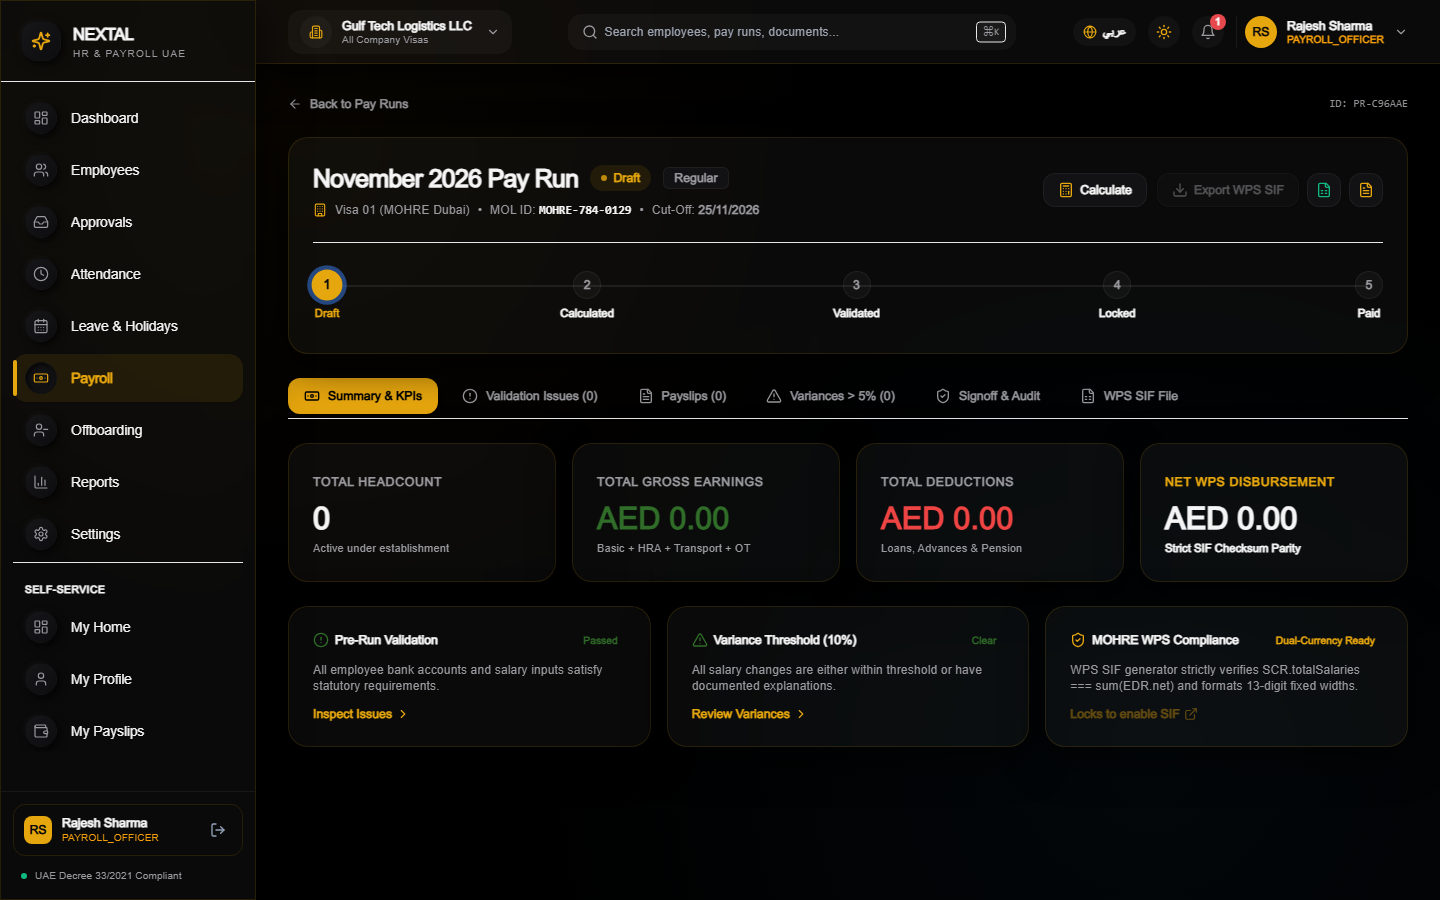 NEXTAL
HR & PAYROLL UAE
Gulf Tech Logistics LLC
All Company Visas
Search employees, pay runs, documents...
⌘K
عربي
1
RS
Rajesh Sharma
PAYROLL_OFFICER
Dashboard
Employees
Approvals
Attendance
Leave & Holidays
Payroll
Offboarding
Reports
Settings
SELF-SERVICE
My Home
My Profile
My Payslips
RS
Rajesh Sharma
PAYROLL_OFFICER
UAE Decree 33/2021 Compliant
Back to Pay Runs
ID: PR-C96AAE
November 2026 Pay Run
Draft
Regular
Visa 01 (MOHRE Dubai) • MOL ID: MOHRE-784-0129 • Cut-Off: 25/11/2026
Calculate
Export WPS SIF
1
2
3
4
5
Draft
Calculated
Validated
Locked
Paid
Summary & KPIs
Validation Issues (0)
Payslips (0)
Variances > 5% (0)
Signoff & Audit
WPS SIF File
TOTAL HEADCOUNT
0
Active under establishment
TOTAL GROSS EARNINGS
AED 0.00
Basic + HRA + Transport + OT
TOTAL DEDUCTIONS
AED 0.00
Loans, Advances & Pension
NET WPS DISBURSEMENT
AED 0.00
Strict SIF Checksum Parity
Pre-Run Validation
Passed
All employee bank accounts and salary inputs satisfy
statutory requirements.
Inspect Issues
Variance Threshold (10%)
Clear
All salary changes are either within threshold or have
documented explanations.
Review Variances
MOHRE WPS Compliance
Dual-Currency Ready
WPS SIF generator strictly verifies SCR.totalSalaries
=== sum(EDR.net) and formats 13-digit fixed widths.
Locks to enable SIF